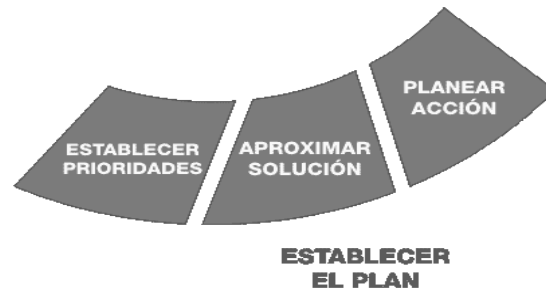 ESTABLECER
PRIORIDADES
APROXIMAR
SOLUCIÓN
PLANEAR
ACCIÓN
ESTABLECER
EL PLAN